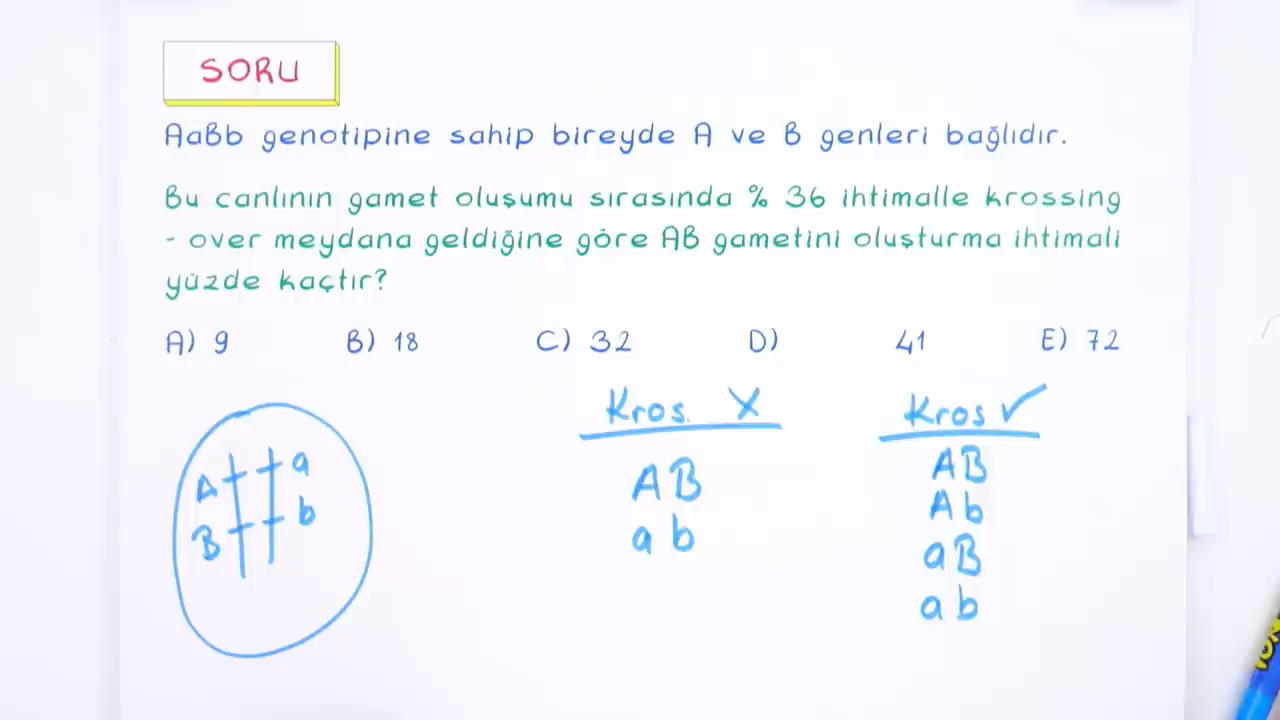 SORU
AaBb genotipine sahip bireyde A ve B genleri bağlıdır.
Bu canlının gamet oluşumu sırasında % 36 ihtimalle krossing
- over meydana geldiğine göre AB gametini oluşturma ihtimali
yüzde kaçtır?
A) 9 B) 18 C) 32 D) 41 E) 72
Kros. X Kros ✓
A a
B b
AB
ab
AB
Ab
aB
ab